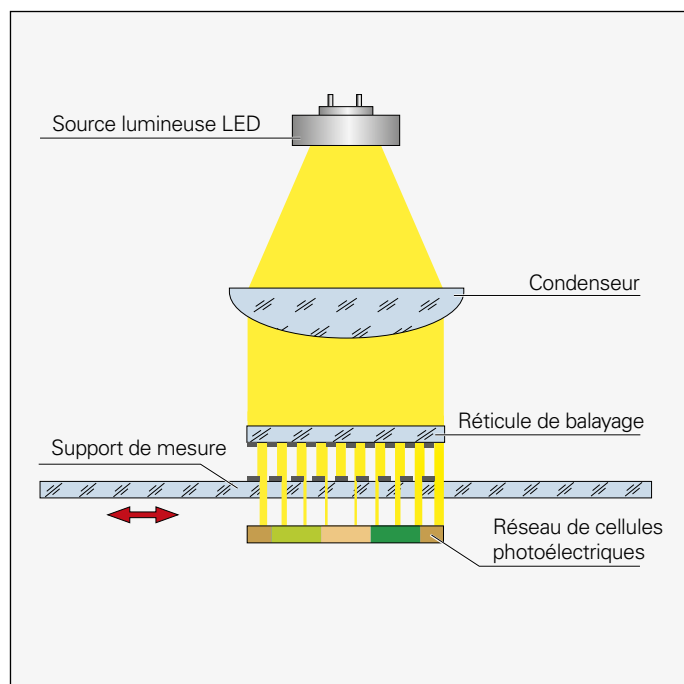 Source lumineuse LED
Condenseur
Réticule de balayage
Support de mesure
Réseau de cellules
photoélectriques